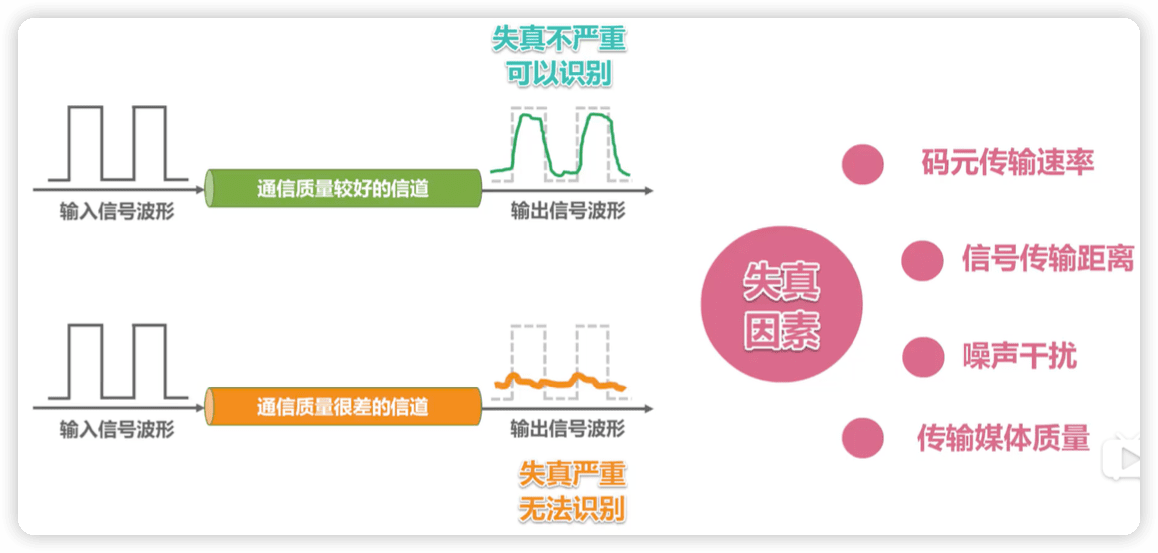 失真不严重
可以识别
通信质量较好的信道
输入信号波形
输出信号波形
通信质量很差的信道
输入信号波形
输出信号波形
失真严重
无法识别
失真
因素
码元传输速率
信号传输距离
噪声干扰
传输媒体质量